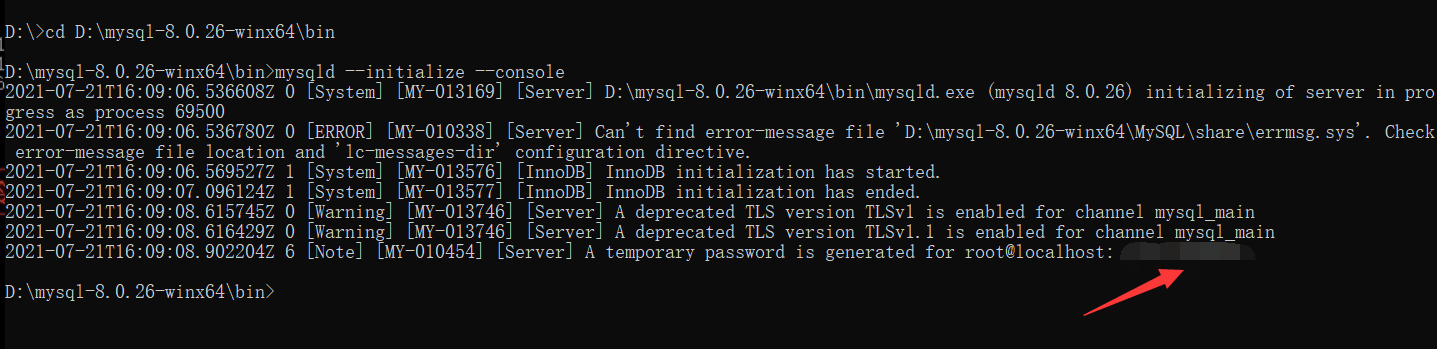 D:\>cd D:\mysql-8.0.26-winx64\bin
D:\mysql-8.0.26-winx64\bin>mysqld --initialize --console
2021-07-21T16:09:06.536608Z 0 [System] [MY-013169] [Server] D:\mysql-8.0.26-winx64\bin\mysqld.exe (mysqld 8.0.26) initializing of server in pro
gress as process 69500
2021-07-21T16:09:06.536780Z 0 [ERROR] [MY-010338] [Server] Can't find error-message file 'D:\mysql-8.0.26-winx64\MySQL\share\errmsg.sys'. Check
 error-message file location and 'lc-messages-dir' configuration directive.
2021-07-21T16:09:06.569527Z 1 [System] [MY-013576] [InnoDB] InnoDB initialization has started.
2021-07-21T16:09:07.096124Z 1 [System] [MY-013577] [InnoDB] InnoDB initialization has ended.
2021-07-21T16:09:08.615745Z 0 [Warning] [MY-013746] [Server] A deprecated TLS version TLSv1 is enabled for channel mysql_main
2021-07-21T16:09:08.616429Z 0 [Warning] [MY-013746] [Server] A deprecated TLS version TLSv1.1 is enabled for channel mysql_main
2021-07-21T16:09:08.902204Z 6 [Note] [MY-010454] [Server] A temporary password is generated for root@localhost:
D:\mysql-8.0.26-winx64\bin>